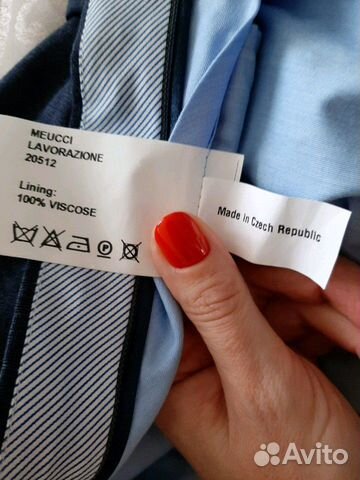 MEUCCI
LAVORAZIONE
20512
Lining:
100% VISCOSE
Made in Czech Republic
Avito